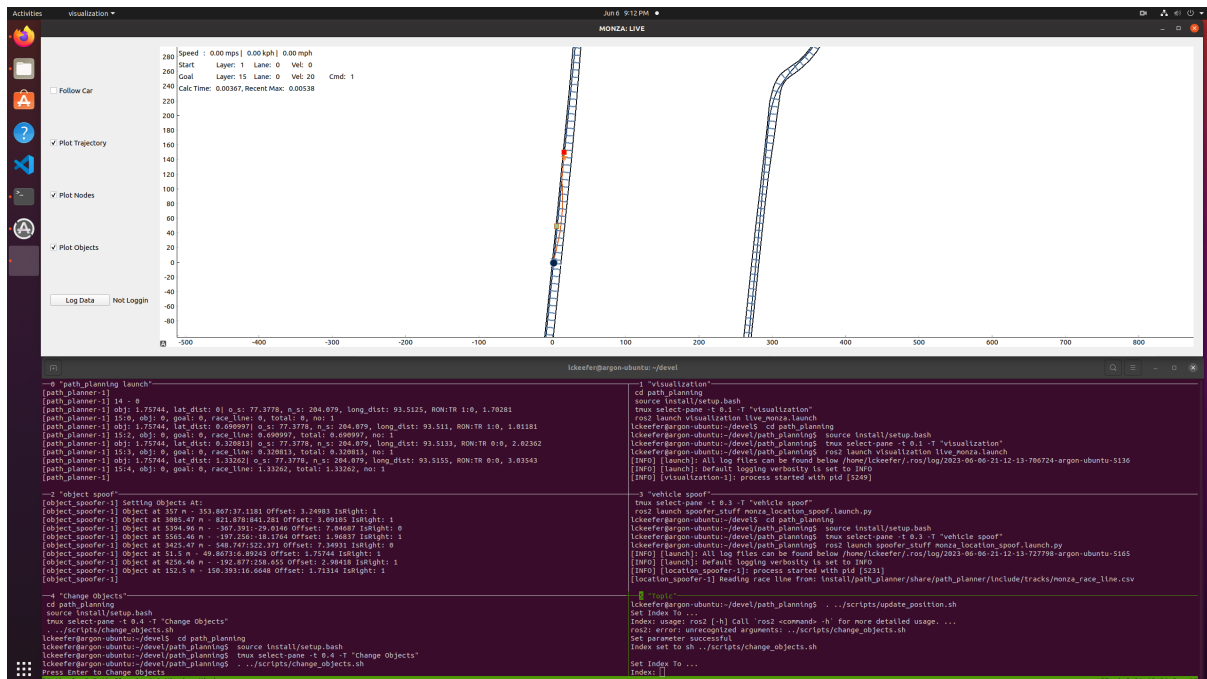 Activities
visualization
Jun 6 9:12 PM
MONZA: LIVE
Follow Car
Plot Trajectory
Plot Nodes
Plot Objects
Log Data
Not Loggin
Speed : 0.00 mps | 0.00 kph | 0.00 mph
Start Layer: 1 Lane: 0 Vel: 0
Goal Layer: 15 Lane: 0 Vel: 20 Cmd: 1
Calc Time: 0.00367, Recent Max: 0.00538
280
260
240
220
200
180
160
140
120
100
80
60
40
20
0
-20
-40
-60
-80
A
-500 -400 -300 -200 -100 0 100 200 300 400 500 600 700 800
lckeefer@argon-ubuntu: ~/devel
0 "path_planning launch"
[path_planner-1]
[path_planner-1] 14 - 0
[path_planner-1] obj: 1.75744, lat_dist: 0| o_s: 77.3778, n_s: 204.079, long_dist: 93.5125, RON:TR 1:0, 1.70281
[path_planner-1] 15:0, obj: 0, goal: 0, race_line: 0, total: 0, no: 1
[path_planner-1] obj: 1.75744, lat_dist: 0.690997| o_s: 77.3778, n_s: 204.079, long_dist: 93.511, RON:TR 1:0, 1.01181
[path_planner-1] 15:2, obj: 0, goal: 0, race_line: 0.690997, total: 0.690997, no: 1
[path_planner-1] obj: 1.75744, lat_dist: 0.320813| o_s: 77.3778, n_s: 204.079, long_dist: 93.5133, RON:TR 0:0, 2.02362
[path_planner-1] 15:3, obj: 0, goal: 0, race_line: 0.320813, total: 0.320813, no: 1
[path_planner-1] obj: 1.75744, lat_dist: 1.33262| o_s: 77.3778, n_s: 204.079, long_dist: 93.5155, RON:TR 0:0, 3.03543
[path_planner-1] 15:4, obj: 0, goal: 0, race_line: 1.33262, total: 1.33262, no: 1
[path_planner-1]
1 "visualization"
cd path_planning
source install/setup.bash
tmux select-pane -t 0.1 -T "visualization"
ros2 launch visualization live_monza.launch
lckeefer@argon-ubuntu:~/devel$ cd path_planning
lckeefer@argon-ubuntu:~/devel/path_planning$ source install/setup.bash
lckeefer@argon-ubuntu:~/devel/path_planning$ tmux select-pane -t 0.1 -T "visualization"
lckeefer@argon-ubuntu:~/devel/path_planning$ ros2 launch visualization live_monza.launch
[INFO] [launch]: All log files can be found below /home/lckeefer/.ros/log/2023-06-06-21-12-13-706724-argon-ubuntu-5136
[INFO] [launch]: Default logging verbosity is set to INFO
[INFO] [visualization-1]: process started with pid [5249]
2 "object spoof"
[object_spoofer-1] Setting Objects At:
[object_spoofer-1] Object at 357 m - 353.867:37.1181 Offset: 3.24983 IsRight: 1
[object_spoofer-1] Object at 3005.47 m - 821.878:841.281 Offset: 3.09105 IsRight: 1
[object_spoofer-1] Object at 5394.96 m - -367.391:-29.0146 Offset: 7.04687 IsRight: 0
[object_spoofer-1] Object at 5565.46 m - -197.256:-18.1764 Offset: 1.96837 IsRight: 1
[object_spoofer-1] Object at 3425.47 m - 548.747:522.371 Offset: 7.34931 IsRight: 0
[object_spoofer-1] Object at 51.5 m - 49.8673:6.89243 Offset: 1.75744 IsRight: 1
[object_spoofer-1] Object at 4256.46 m - -192.877:258.655 Offset: 2.98418 IsRight: 1
[object_spoofer-1] Object at 152.5 m - 150.393:16.6648 Offset: 1.71314 IsRight: 1
[object_spoofer-1]
3 "vehicle spoof"
tmux select-pane -t 0.3 -T "vehicle spoof"
ros2 launch spoofer_stuff monza_location_spoof.launch.py
lckeefer@argon-ubuntu:~/devel$ cd path_planning
lckeefer@argon-ubuntu:~/devel/path_planning$ source install/setup.bash
lckeefer@argon-ubuntu:~/devel/path_planning$ tmux select-pane -t 0.3 -T "vehicle spoof"
lckeefer@argon-ubuntu:~/devel/path_planning$ ros2 launch spoofer_stuff monza_location_spoof.launch.py
[INFO] [launch]: All log files can be found below /home/lckeefer/.ros/log/2023-06-06-21-12-13-727798-argon-ubuntu-5165
[INFO] [launch]: Default logging verbosity is set to INFO
[INFO] [location_spoofer-1]: process started with pid [5231]
[location_spoofer-1] Reading race line from: install/path_planner/share/path_planner/include/tracks/monza_race_line.csv
4 "Change Objects"
cd path_planning
source install/setup.bash
tmux select-pane -t 0.4 -T "Change Objects"
. ../scripts/change_objects.sh
lckeefer@argon-ubuntu:~/devel$ cd path_planning
lckeefer@argon-ubuntu:~/devel/path_planning$ source install/setup.bash
lckeefer@argon-ubuntu:~/devel/path_planning$ tmux select-pane -t 0.4 -T "Change Objects"
lckeefer@argon-ubuntu:~/devel/path_planning$ . ../scripts/change_objects.sh
Press Enter to Change Objects
5 "Topic"
lckeefer@argon-ubuntu:~/devel/path_planning$ . ../scripts/update_position.sh
Set Index To ...
Index: usage: ros2 [-h] Call `ros2 <command> -h` for more detailed usage. ...
ros2: error: unrecognized arguments: ../scripts/change_objects.sh
Set parameter successful
Index set to sh ../scripts/change_objects.sh
Set Index To ...
Index: